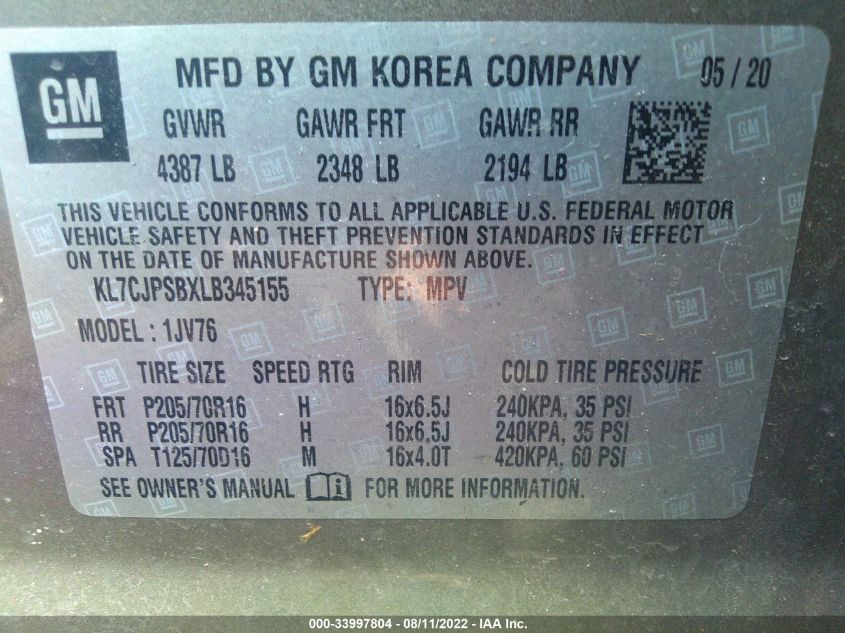 GM
MFD BY GM KOREA COMPANY 05 / 20
GVWR GAWR FRT GAWR RR
4387 LB 2348 LB 2194 LB
THIS VEHICLE CONFORMS TO ALL APPLICABLE U.S. FEDERAL MOTOR
VEHICLE SAFETY AND THEFT PREVENTION STANDARDS IN EFFECT
ON THE DATE OF MANUFACTURE SHOWN ABOVE.
KL7CJPSBXLB345155 TYPE: MPV
MODEL : 1JV76
TIRE SIZE SPEED RTG RIM COLD TIRE PRESSURE
FRT P205/70R16 H 16x6.5J 240KPA, 35 PSI
RR P205/70R16 H 16x6.5J 240KPA, 35 PSI
SPA T125/70D16 M 16x4.0T 420KPA, 60 PSI
SEE OWNER'S MANUAL FOR MORE INFORMATION.
000-33997804 - 08/11/2022 - IAA Inc.